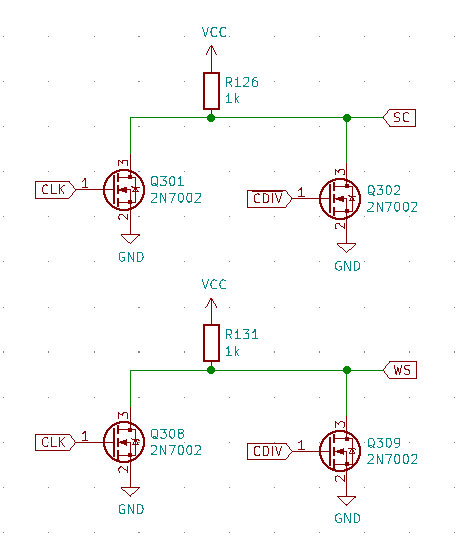 VCC
R126
1k
SC
3
CLK
1
Q301
2N7002
2
GND
3
C̅D̅I̅V̅
1
Q302
2N7002
2
GND
VCC
R131
1k
WS
3
CLK
1
Q308
2N7002
2
GND
3
CDIV
1
Q309
2N7002
2
GND